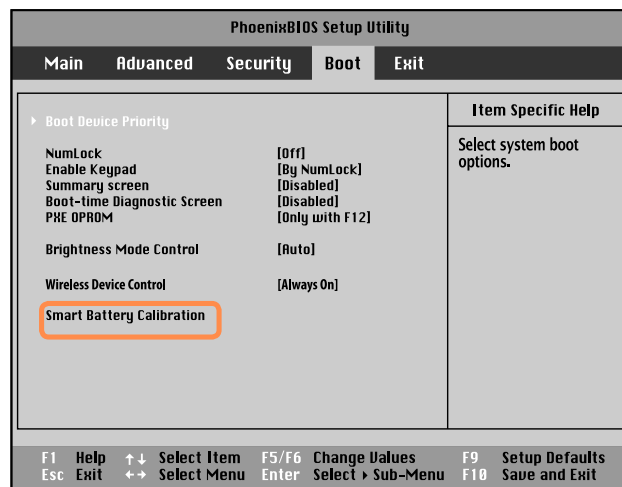 PhoenixBIOS Setup Utility
Main Advanced Security Boot Exit
Item Specific Help
Select system boot
options.
▸ Boot Device Priority
NumLock [Off]
Enable Keypad [By NumLock]
Summary screen [Disabled]
Boot-time Diagnostic Screen [Disabled]
PXE OPROM [Only with F12]
Brightness Mode Control [Auto]
Wireless Device Control [Always On]
Smart Battery Calibration
F1 Help ↑↓ Select Item F5/F6 Change Values F9 Setup Defaults
Esc Exit ←→ Select Menu Enter Select ▸ Sub-Menu F10 Save and Exit